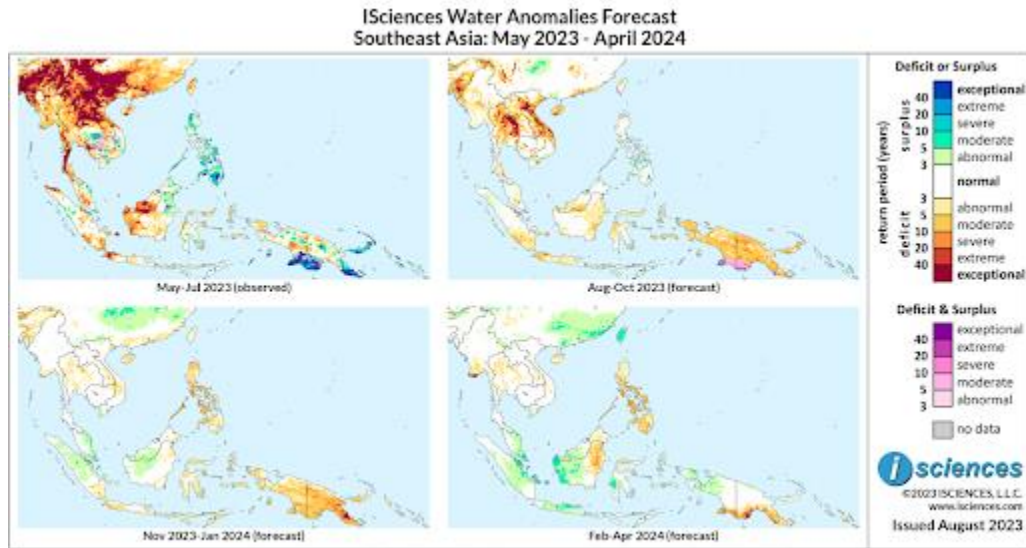 ISciences Water Anomalies Forecast
Southeast Asia: May 2023 - April 2024
May-Jul 2023 (observed)
Aug-Oct 2023 (forecast)
Nov 2023-Jan 2024 (forecast)
Feb-Apr 2024 (forecast)
Deficit or Surplus
return period (years)
surplus
deficit
exceptional
40
extreme
20
severe
10
moderate
5
abnormal
3
normal
3
abnormal
5
moderate
10
severe
20
extreme
40
exceptional
Deficit & Surplus
exceptional
40
extreme
20
severe
10
moderate
5
abnormal
3
no data
i sciences
©2023 ISCIENCES, L.L.C.
www.isciences.com
Issued August 2023